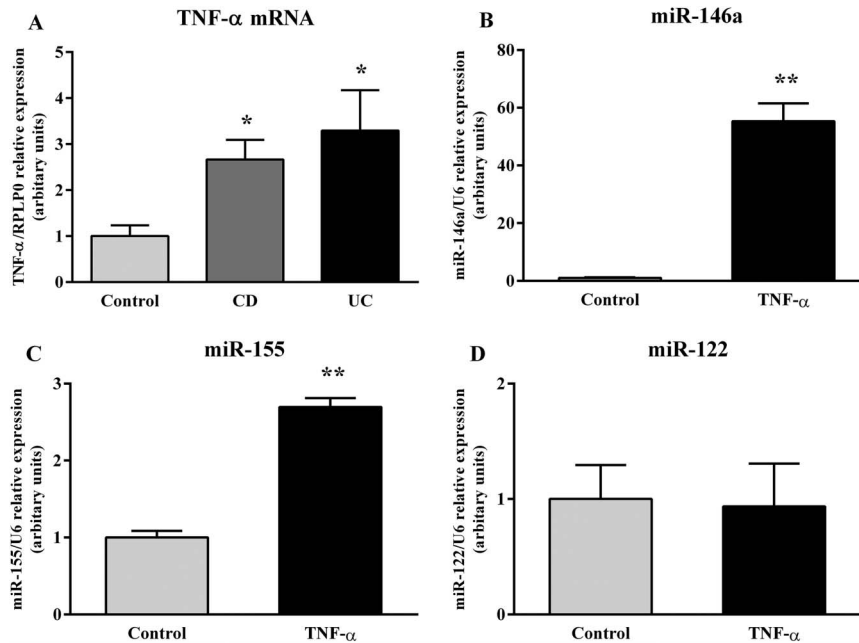 A
TNF-α mRNA
TNF-α/RPLP0 relative expression
(arbitary units)
5
4
3
2
1
0
*
*
Control
CD
UC
B
miR-146a
miR-146a/U6 relative expression
(arbitary units)
80
60
40
20
0
**
Control
TNF-α
C
miR-155
miR-155/U6 relative expression
(arbitary units)
3
2
1
0
**
Control
TNF-α
D
miR-122
miR-122/U6 relative expression
(arbitary units)
2
1
0
Control
TNF-α